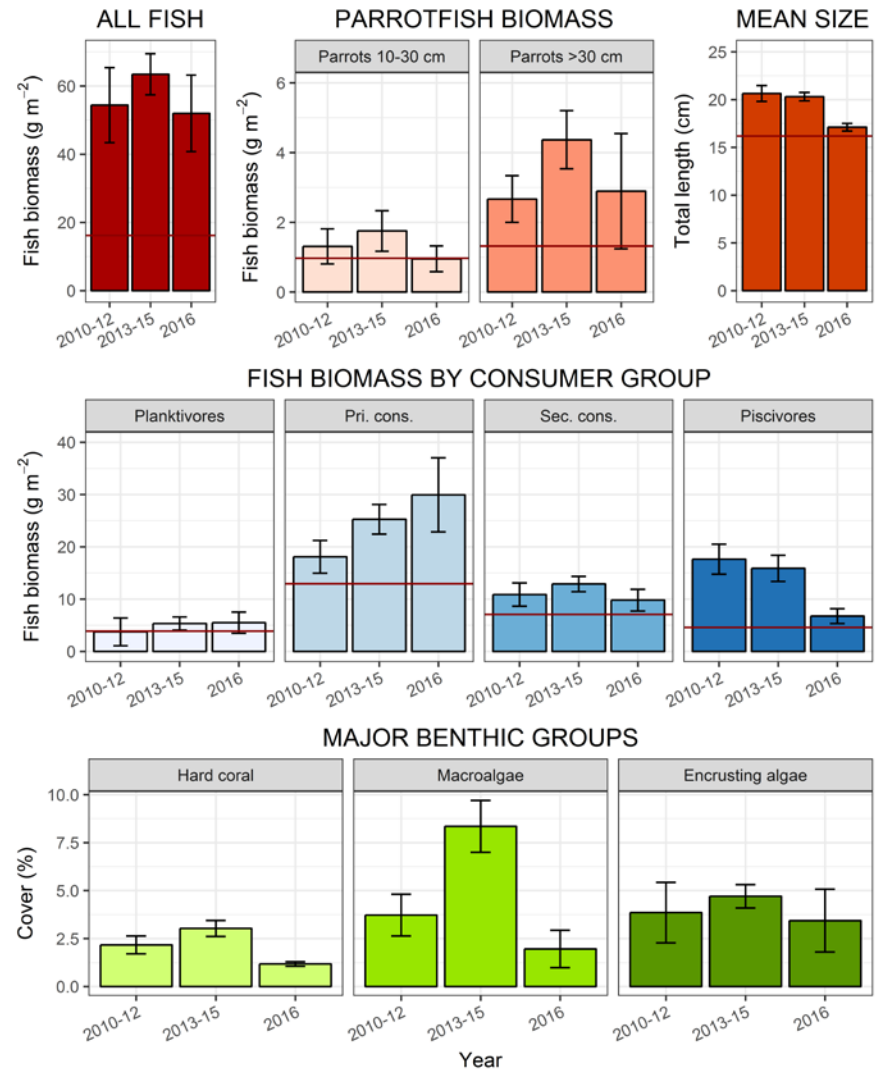 ALL FISH
PARROTFISH BIOMASS
MEAN SIZE
Parrots 10-30 cm
Parrots >30 cm
Fish biomass (g m⁻²)
60
40
20
0
2010-12
2013-15
2016
Fish biomass (g m⁻²)
6
4
2
0
2010-12
2013-15
2016
2010-12
2013-15
2016
Total length (cm)
25
20
15
10
5
0
2010-12
2013-15
2016
FISH BIOMASS BY CONSUMER GROUP
Planktivores
Pri. cons.
Sec. cons.
Piscivores
Fish biomass (g m⁻²)
40
30
20
10
0
2010-12
2013-15
2016
2010-12
2013-15
2016
2010-12
2013-15
2016
2010-12
2013-15
2016
MAJOR BENTHIC GROUPS
Hard coral
Macroalgae
Encrusting algae
Cover (%)
10.0
7.5
5.0
2.5
0.0
2010-12
2013-15
2016
2010-12
2013-15
2016
2010-12
2013-15
2016
Year